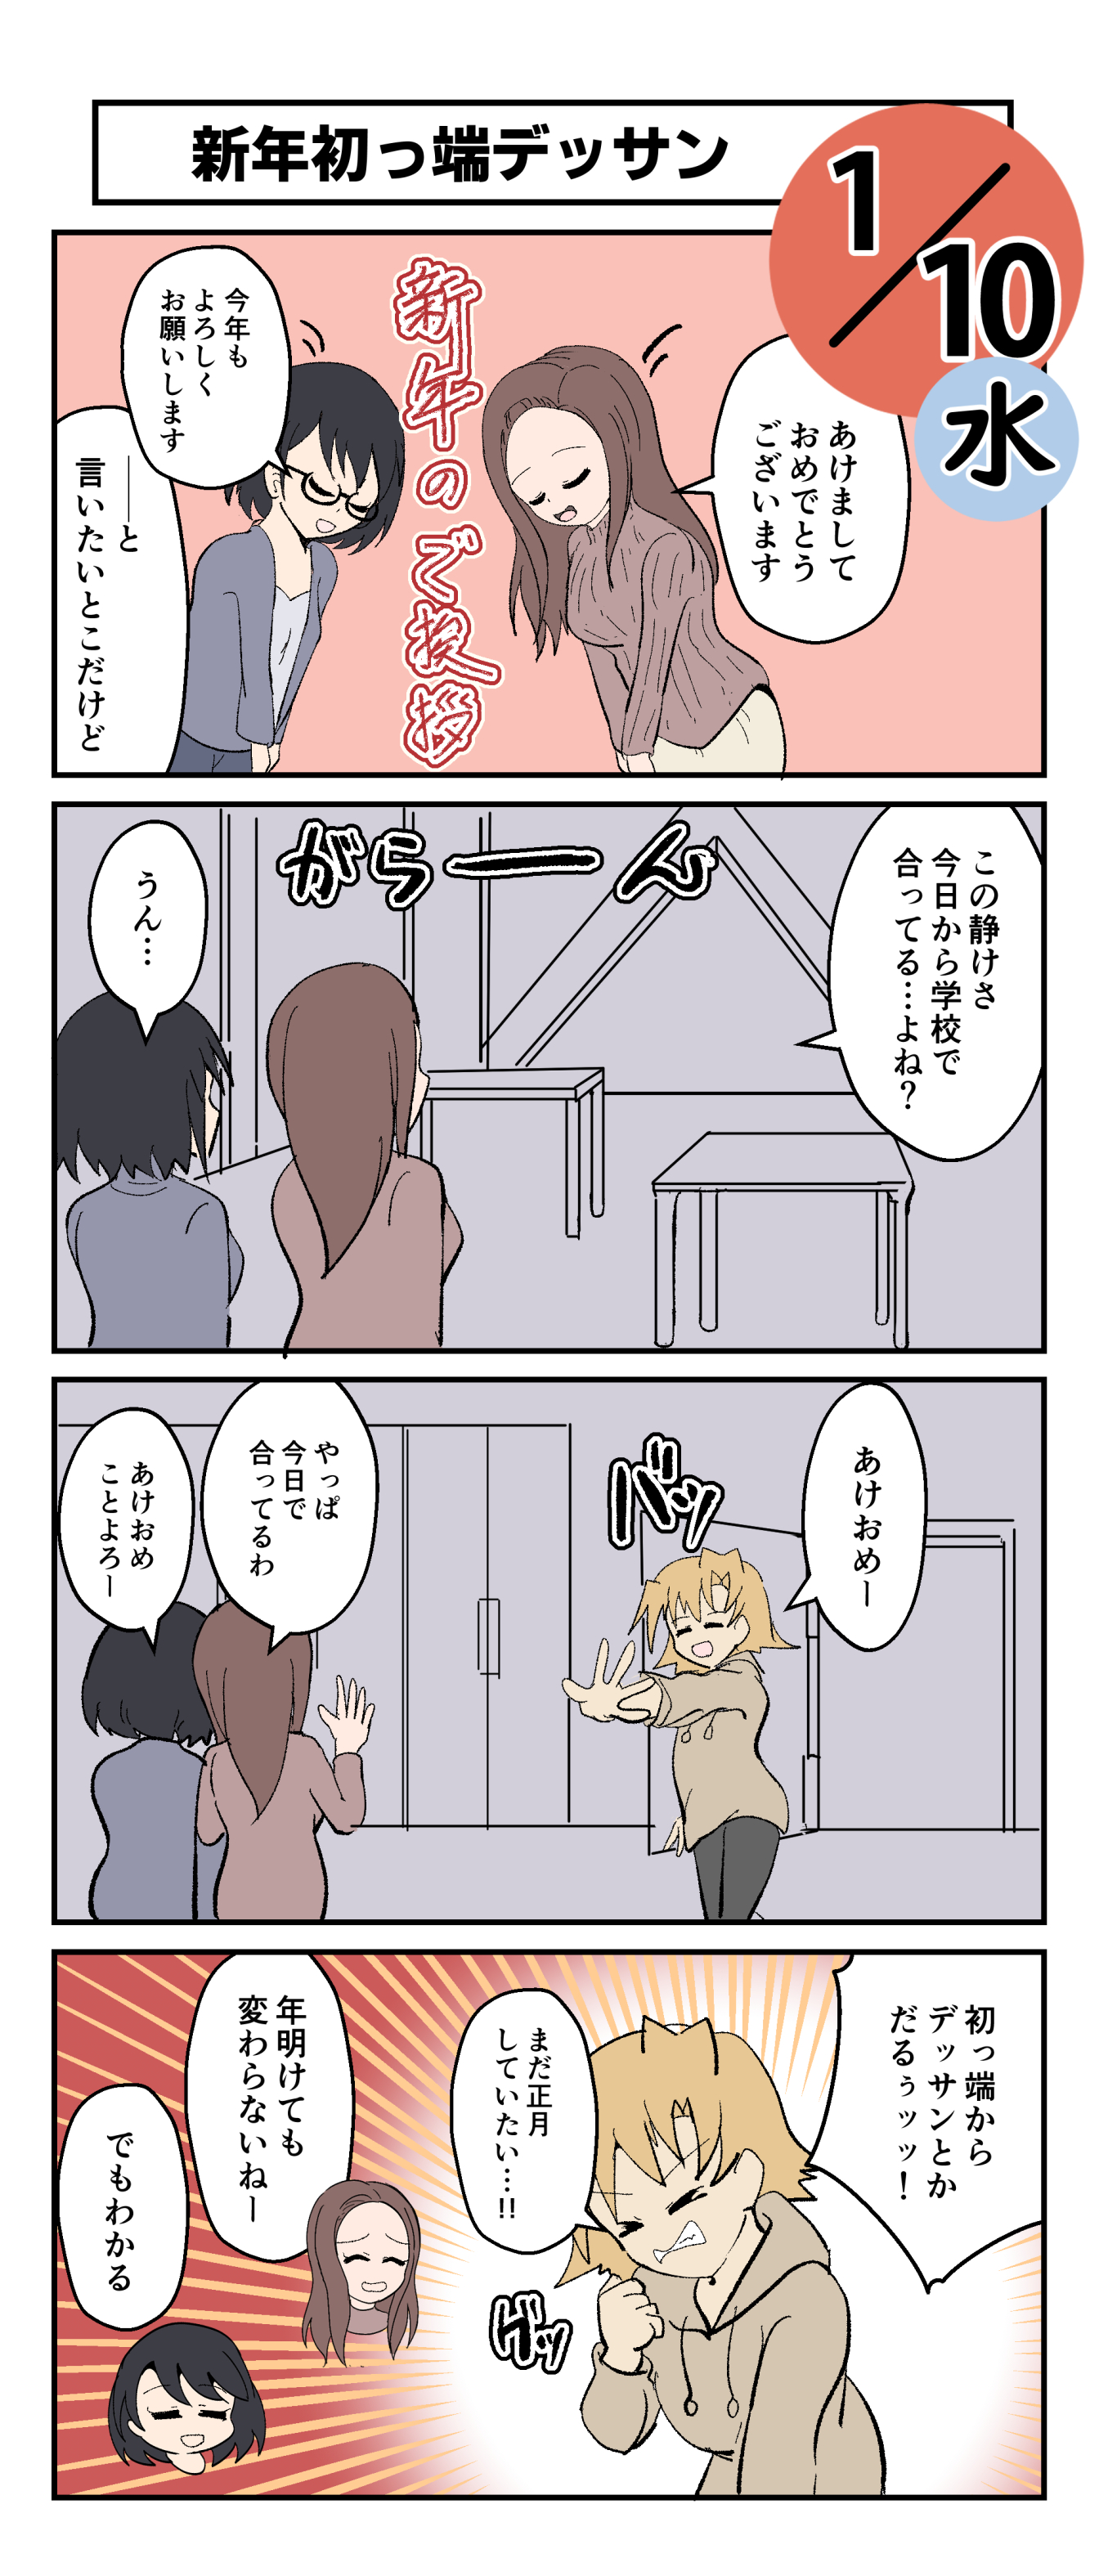 新年初っ端デッサン
1/10
水
あけまして
おめでとう
ございます
新年のご挨拶
今年も
よろしく
お願いします
――と
言いたいとこだけど
この静けさ
今日から学校で
合ってる…よね？
がらーん
うん…
あけおめー
バッ
やっぱ
今日で
合ってるわ
あけおめ
ことよろー
初っ端から
デッサンとか
だるぅッッ！
まだ正月
していたい…!!
グッ
年明けても
変わらないねー
でもわかる